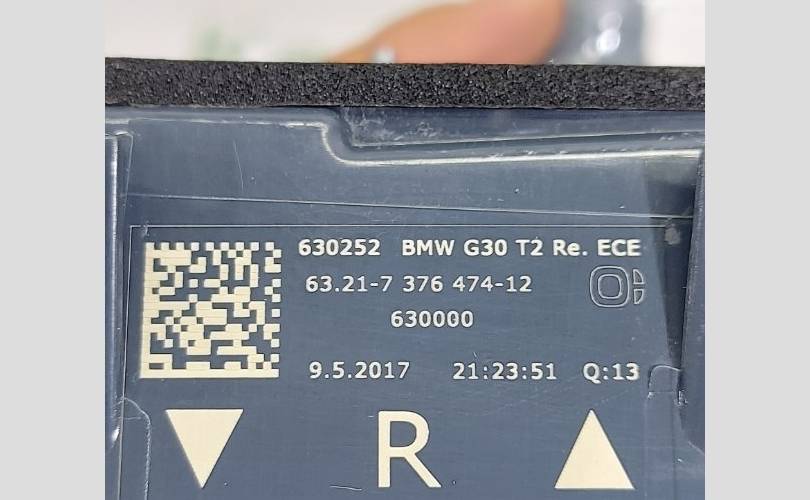 630252 BMW G30 T2 Re. ECE
63.21-7 376 474-12
630000
9.5.2017 21:23:51 Q:13
R